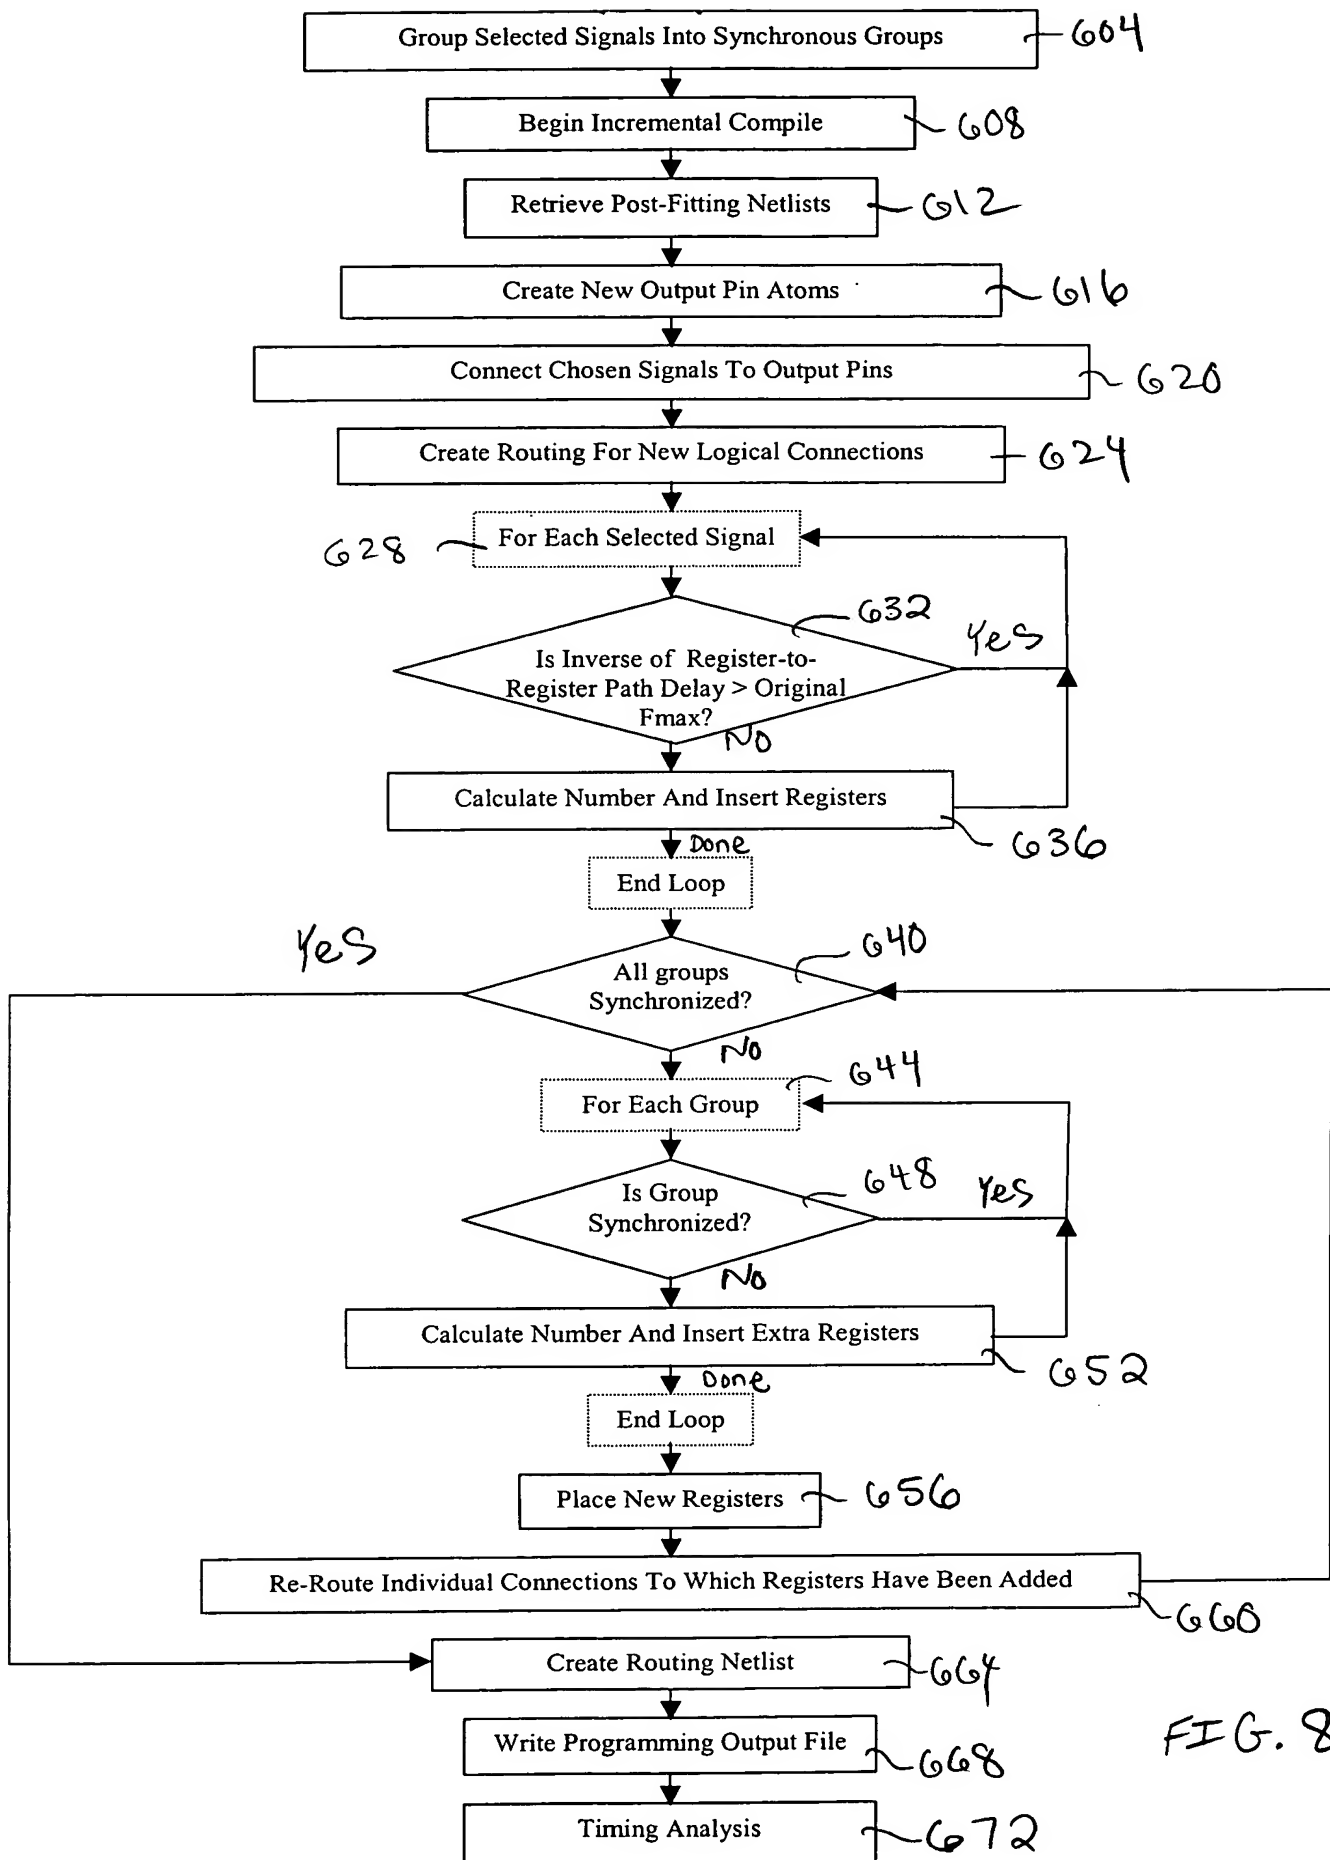 Group Selected Signals Into Synchronous Groups 604
Begin Incremental Compile 608
Retrieve Post-Fitting Netlists 612
Create New Output Pin Atoms 616
Connect Chosen Signals To Output Pins 620
Create Routing For New Logical Connections 624
628 For Each Selected Signal
632
Yes
Is Inverse of Register-to-
Register Path Delay > Original
Fmax?
No
Calculate Number And Insert Registers
636
Done
End Loop
Yes
640
All groups
Synchronized?
No
644
For Each Group
648
Yes
Is Group
Synchronized?
No
Calculate Number And Insert Extra Registers
652
Done
End Loop
Place New Registers 656
Re-Route Individual Connections To Which Registers Have Been Added
660
Create Routing Netlist 664
Write Programming Output File 668
FIG. 8
Timing Analysis 672